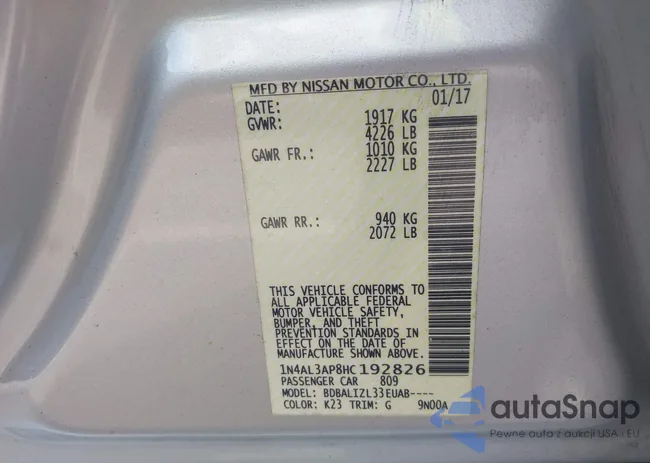 MFD BY NISSAN MOTOR CO., LTD.
DATE: 01/17
GVWR: 1917 KG
4226 LB
GAWR FR.: 1010 KG
2227 LB
GAWR RR.: 940 KG
2072 LB
THIS VEHICLE CONFORMS TO
ALL APPLICABLE FEDERAL
MOTOR VEHICLE SAFETY,
BUMPER, AND THEFT
PREVENTION STANDARDS IN
EFFECT ON THE DATE OF
MANUFACTURE SHOWN ABOVE.
1N4AL3AP8HC192826
PASSENGER CAR 809
MODEL: BDBALIZL33EUAB----
COLOR: K23 TRIM: G 9N00A
autoSnap
Pewne auto z aukcji USA i EU